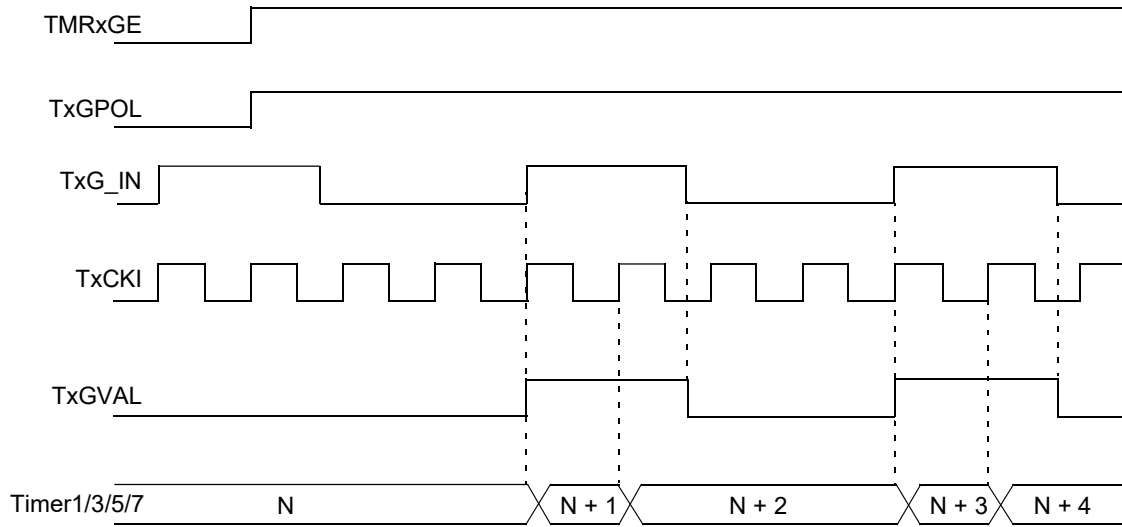 TMRxGE
TxGPOL
TxG_IN
TxCKI
TxGVAL
Timer1/3/5/7 N N + 1 N + 2 N + 3 N + 4